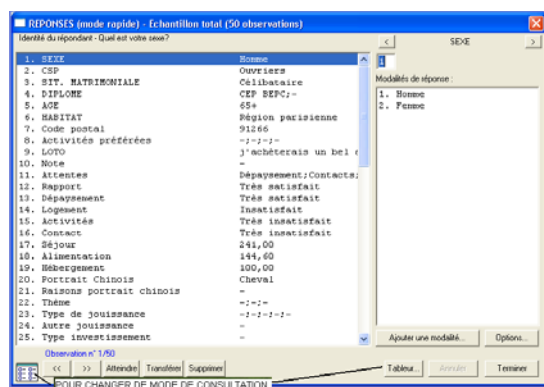 REPONSES (mode rapide) - Echantillon total (50 observations)
Identité du répondant - Quel est votre sexe?
< SEXE >
1
Modalités de réponse :
1. Homme
2. Femme
1. SEXE Homme
2. CSP Ouvriers
3. SIT. MATRIMONIALE Célibataire
4. DIPLOME CEP BEPC;-
5. AGE 65+
6. HABITAT Région parisienne
7. Code postal 91266
8. Activités préférées -;-;-;-
9. LOTO j'achèterais un bel
10. Note -
11. Attentes Dépaysement;Contacts;
12. Rapport Très satisfait
13. Dépaysement Très satisfait
14. Logement Insatisfait
15. Activités Très insatisfait
16. Contact Très insatisfait
17. Séjour 241,00
18. Alimentation 144,60
19. Hébergement 100,00
20. Portrait Chinois Cheval
21. Raisons portrait chinois -
22. Thème -;-;-
23. Type de jouissance -;-;-;-;-
24. Autre jouissance -
25. Type investissement -
Ajouter une modalité... Options...
Observation n° 1/50
<< >> Atteindre Transférer Supprimer Tableur... Annuler Terminer
POUR CHANGER DE MODE DE CONSULTATION